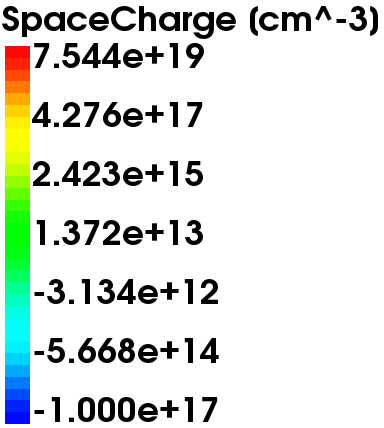 SpaceCharge (cm^-3)
7.544e+19
4.276e+17
2.423e+15
1.372e+13
-3.134e+12
-5.668e+14
-1.000e+17